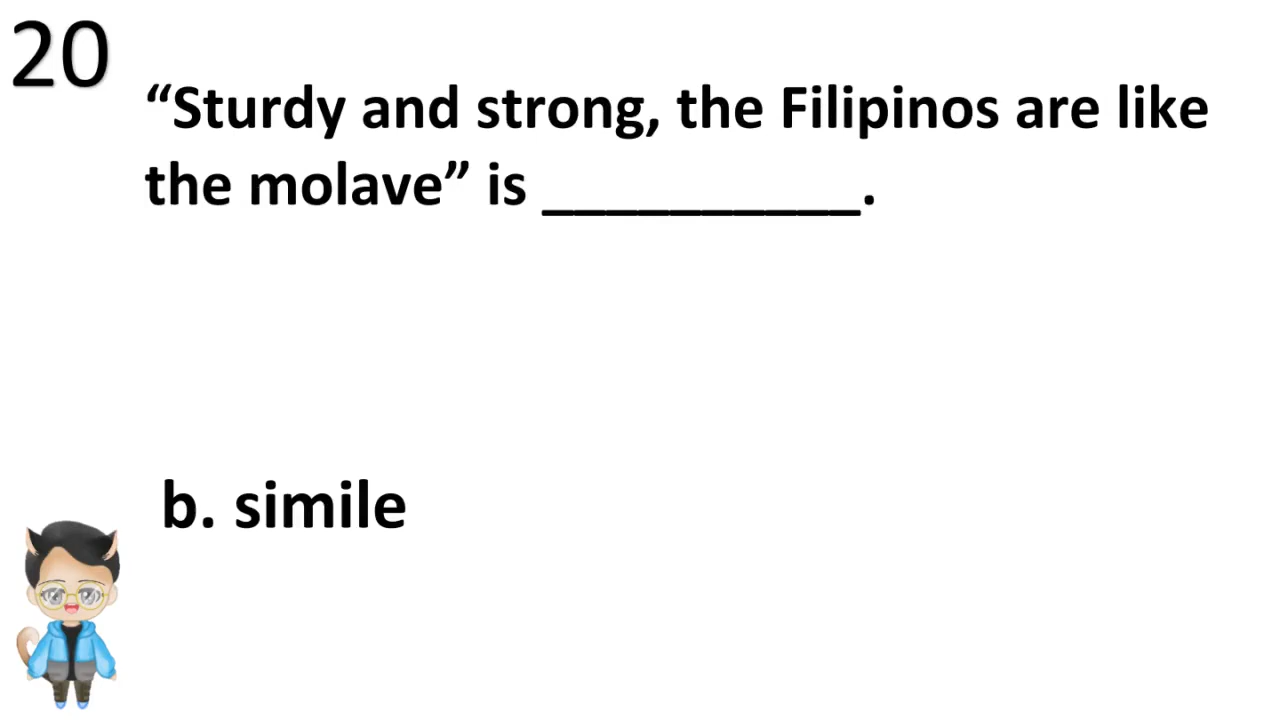 20
“Sturdy and strong, the Filipinos are like
the molave” is __________.
b. simile